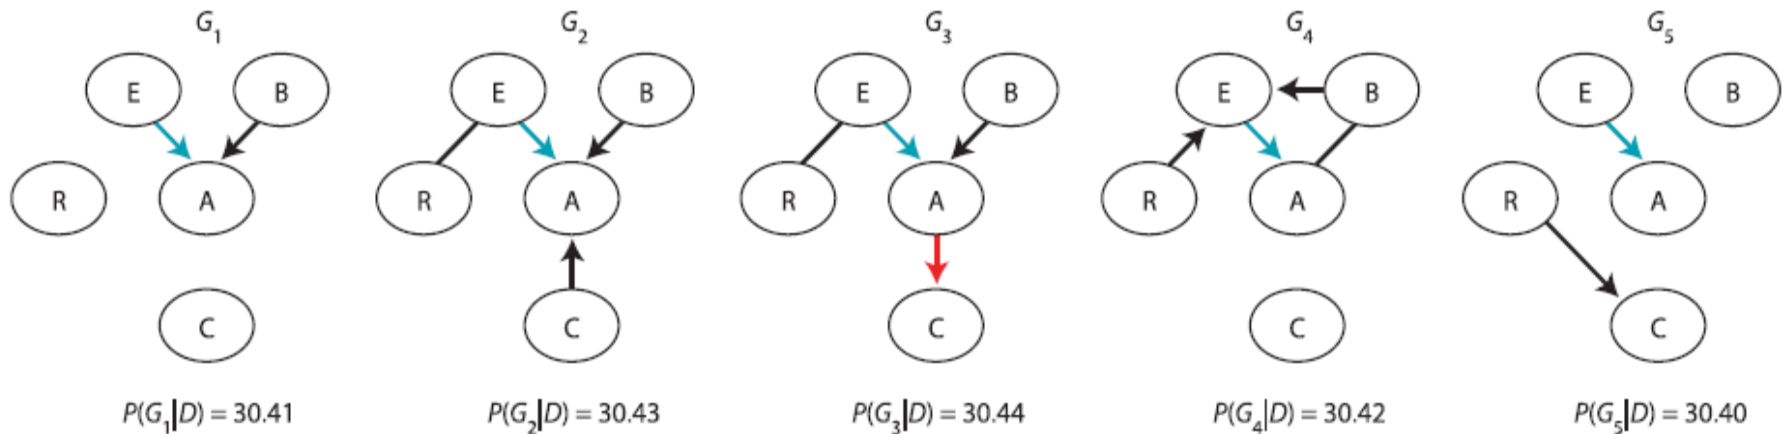 G1 G2 G3 G4 G5
E B E B E B E B E B
R A R A R A R A R A
C C C C C
P(G1|D) = 30.41 P(G2|D) = 30.43 P(G3|D) = 30.44 P(G4|D) = 30.42 P(G5|D) = 30.40